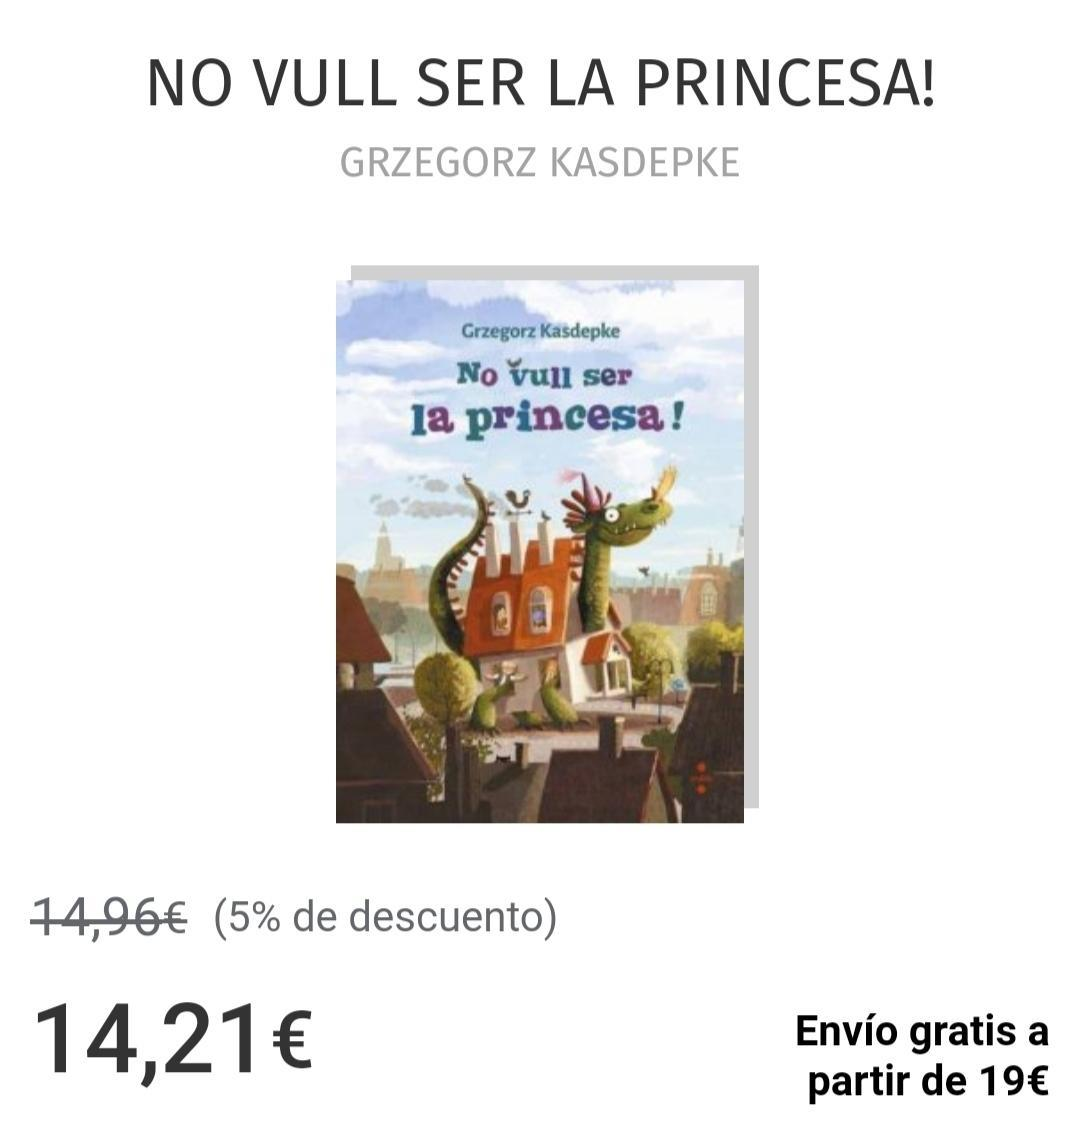 NO VULL SER LA PRINCESA!
GRZEGORZ KASDEPKE
Grzegorz Kasdepke
No vull ser
la princesa!
14,96€ (5% de descuento)
14,21€
Envío gratis a
partir de 19€